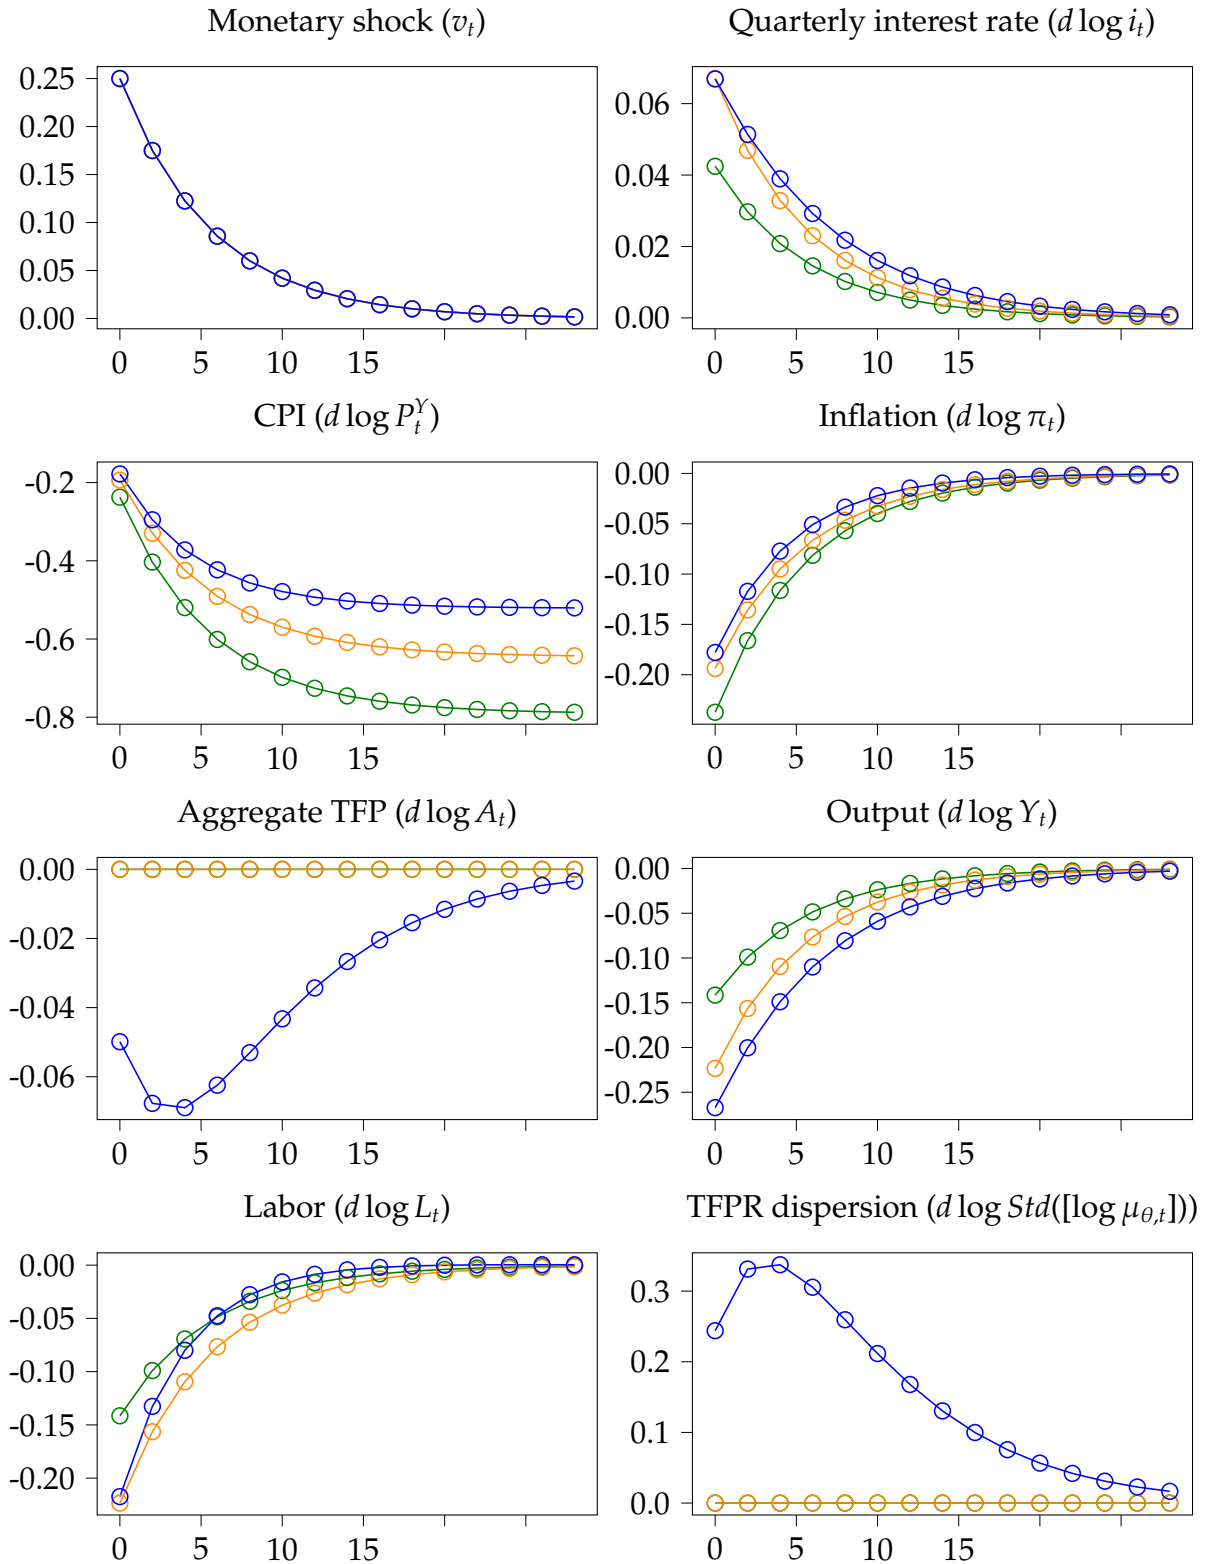 Monetary shock (v_t)
0.25
0.20
0.15
0.10
0.05
0.00
0 5 10 15
Quarterly interest rate (d log i_t)
0.06
0.04
0.02
0.00
0 5 10 15
CPI (d log P_t^Y)
-0.2
-0.4
-0.6
-0.8
0 5 10 15
Inflation (d log π_t)
0.00
-0.05
-0.10
-0.15
-0.20
0 5 10 15
Aggregate TFP (d log A_t)
0.00
-0.02
-0.04
-0.06
0 5 10 15
Output (d log Y_t)
0.00
-0.05
-0.10
-0.15
-0.20
-0.25
0 5 10 15
Labor (d log L_t)
0.00
-0.05
-0.10
-0.15
-0.20
0 5 10 15
TFPR dispersion (d log Std([log μ_{θ,t}]))
0.3
0.2
0.1
0.0
0 5 10 15